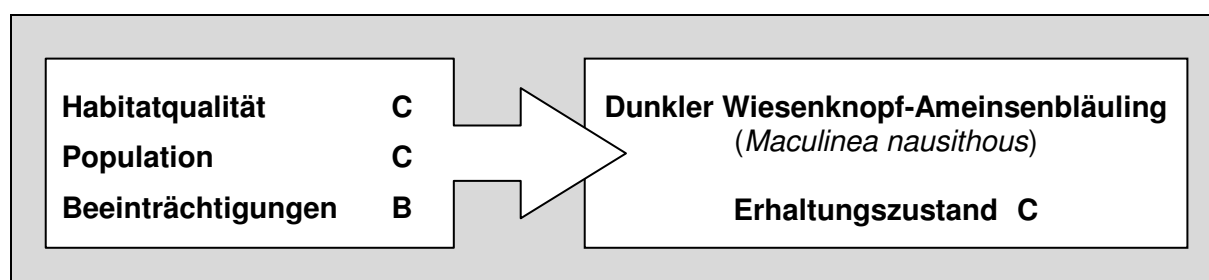 Habitatqualität C
Population C
Beeinträchtigungen B
Dunkler Wiesenknopf-Ameinsenbläuling
(Maculinea nausithous)
Erhaltungszustand C